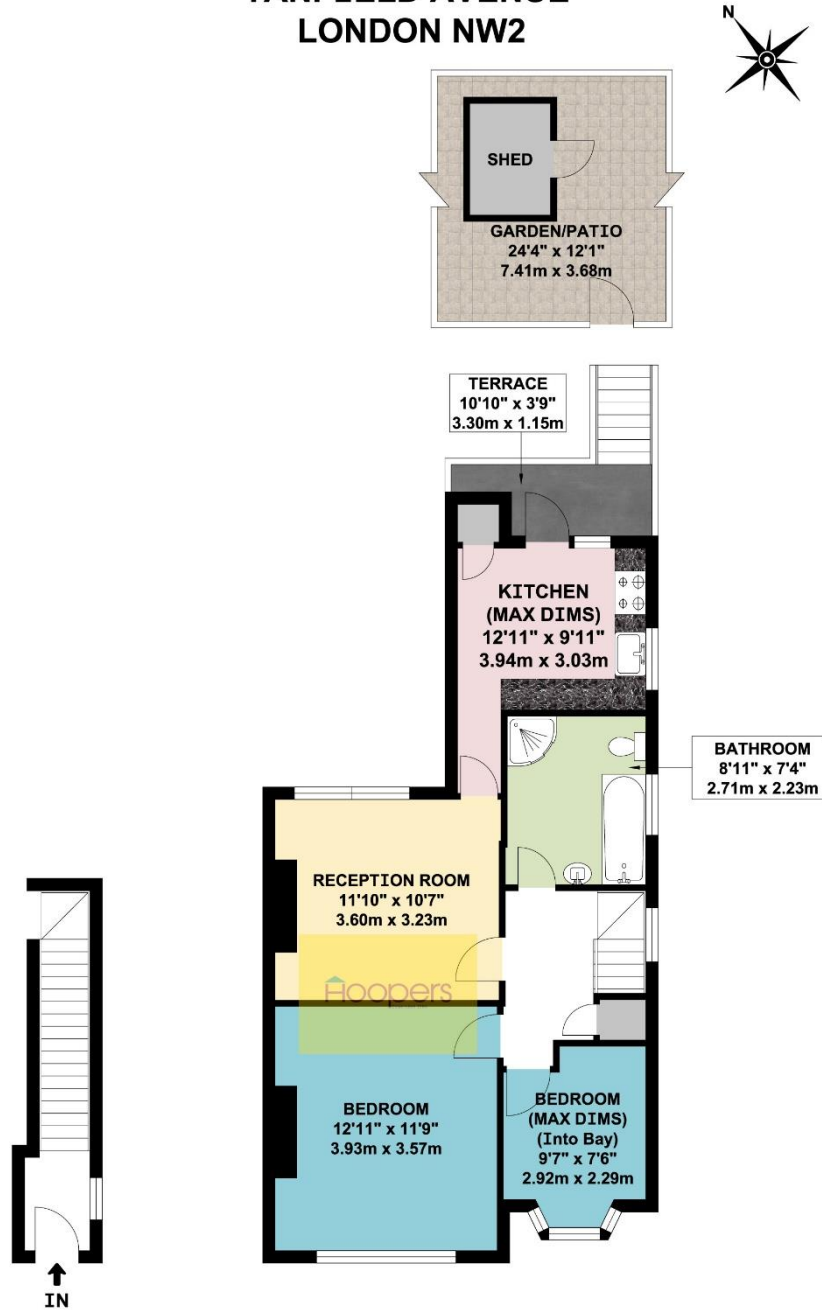 LONDON NW2
N
SHED
GARDEN/PATIO
24'4" x 12'1"
7.41m x 3.68m
TERRACE
10'10" x 3'9"
3.30m x 1.15m
KITCHEN
(MAX DIMS)
12'11" x 9'11"
3.94m x 3.03m
BATHROOM
8'11" x 7'4"
2.71m x 2.23m
RECEPTION ROOM
11'10" x 10'7"
3.60m x 3.23m
Hoopers
BEDROOM
12'11" x 11'9"
3.93m x 3.57m
BEDROOM
(MAX DIMS)
(Into Bay)
9'7" x 7'6"
2.92m x 2.29m
IN